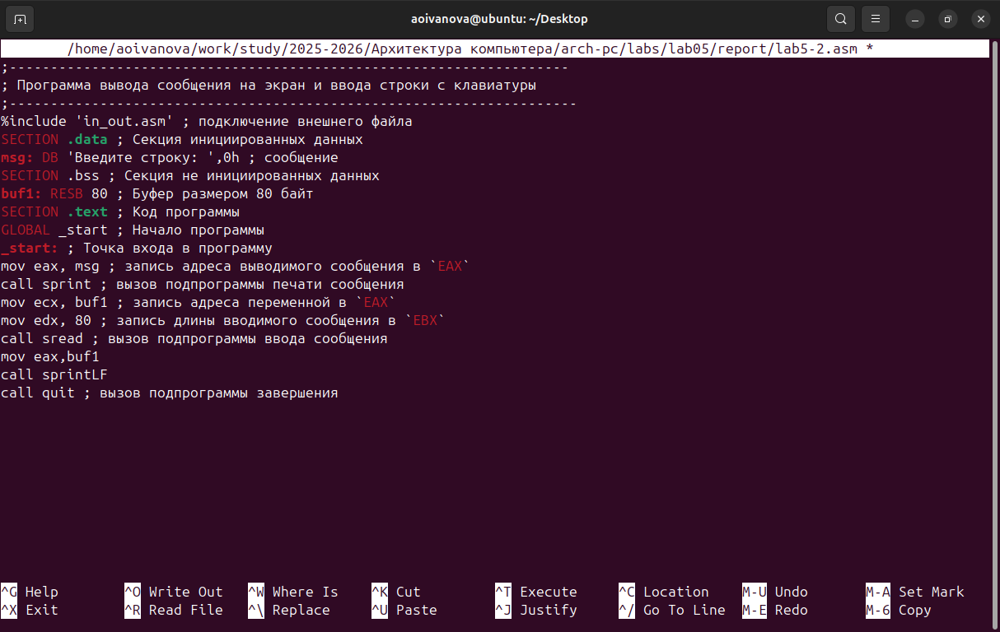 aoivanova@ubuntu: ~/Desktop
/home/aoivanova/work/study/2025-2026/Архитектура компьютера/arch-pc/labs/lab05/report/lab5-2.asm *
;--------------------------------------------------------------------
; Программа вывода сообщения на экран и ввода строки с клавиатуры
;---------------------------------------------------------------------
%include 'in_out.asm' ; подключение внешнего файла
SECTION .data ; Секция инициированных данных
msg: DB 'Введите строку: ',0h ; сообщение
SECTION .bss ; Секция не инициированных данных
buf1: RESB 80 ; Буфер размером 80 байт
SECTION .text ; Код программы
GLOBAL _start ; Начало программы
_start: ; Точка входа в программу
mov eax, msg ; запись адреса выводимого сообщения в `EAX`
call sprint ; вызов подпрограммы печати сообщения
mov ecx, buf1 ; запись адреса переменной в `EAX`
mov edx, 80 ; запись длины вводимого сообщения в `EBX`
call sread ; вызов подпрограммы ввода сообщения
mov eax,buf1
call sprintLF
call quit ; вызов подпрограммы завершения
^G Help ^O Write Out ^W Where Is ^K Cut ^T Execute ^C Location M-U Undo M-A Set Mark
^X Exit ^R Read File ^\ Replace ^U Paste ^J Justify ^/ Go To Line M-E Redo M-6 Copy